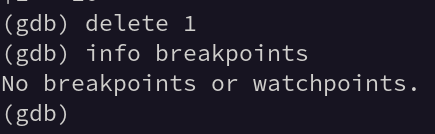 (gdb) delete 1
(gdb) info breakpoints
No breakpoints or watchpoints.
(gdb)